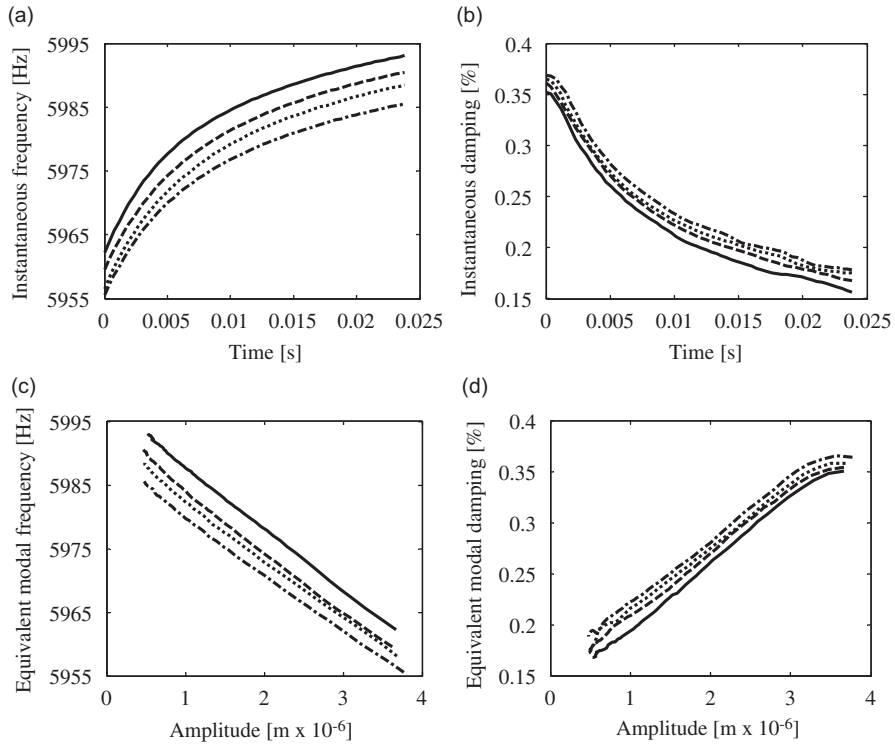 (a)
5995
5985
5975
5965
5955
Instantaneous frequency [Hz]
0 0.005 0.01 0.015 0.02 0.025
Time [s]
(b)
0.4
0.35
0.3
0.25
0.2
0.15
Instantaneous damping [%]
0 0.005 0.01 0.015 0.02 0.025
Time [s]
(c)
5995
5985
5975
5965
5955
Equivalent modal frequency [Hz]
0 1 2 3 4
Amplitude [m x 10-6]
(d)
0.4
0.35
0.3
0.25
0.2
0.15
Equivalent modal damping [%]
0 1 2 3 4
Amplitude [m x 10-6]